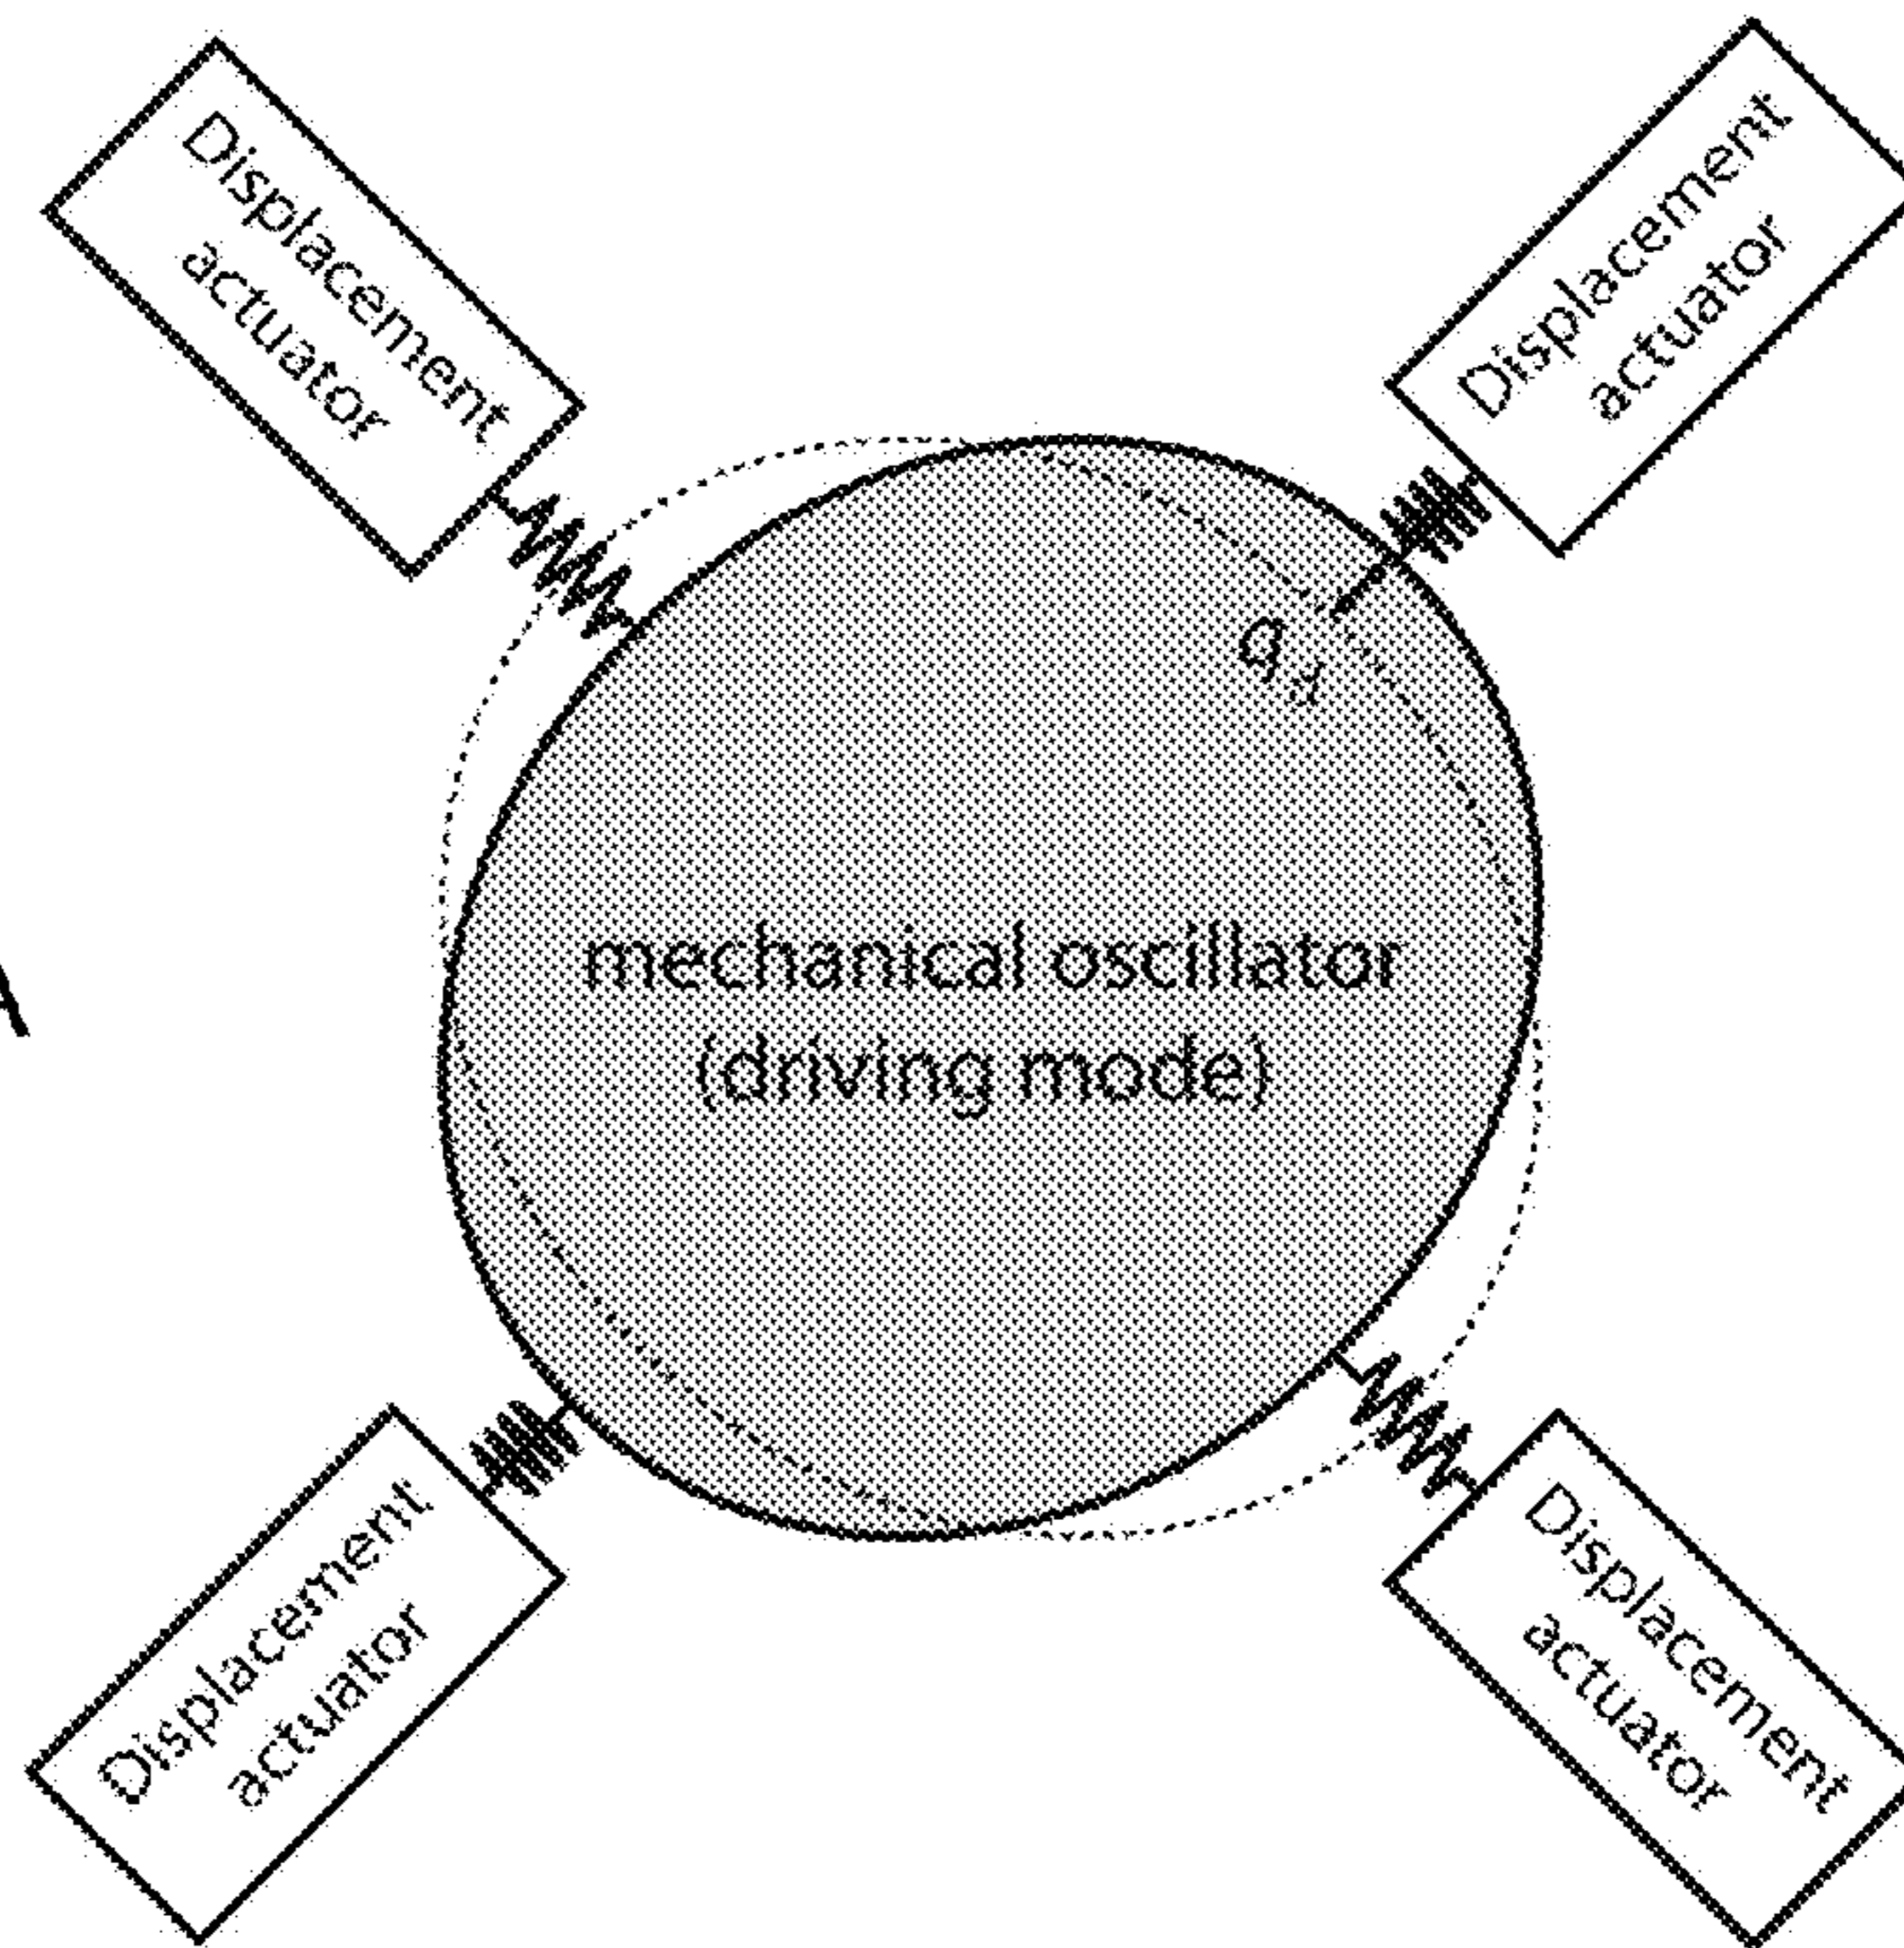 Displacement
actuator
Displacement
actuator
q
mechanical oscillator
(driving mode)
Displacement
actuator
Displacement
actuator